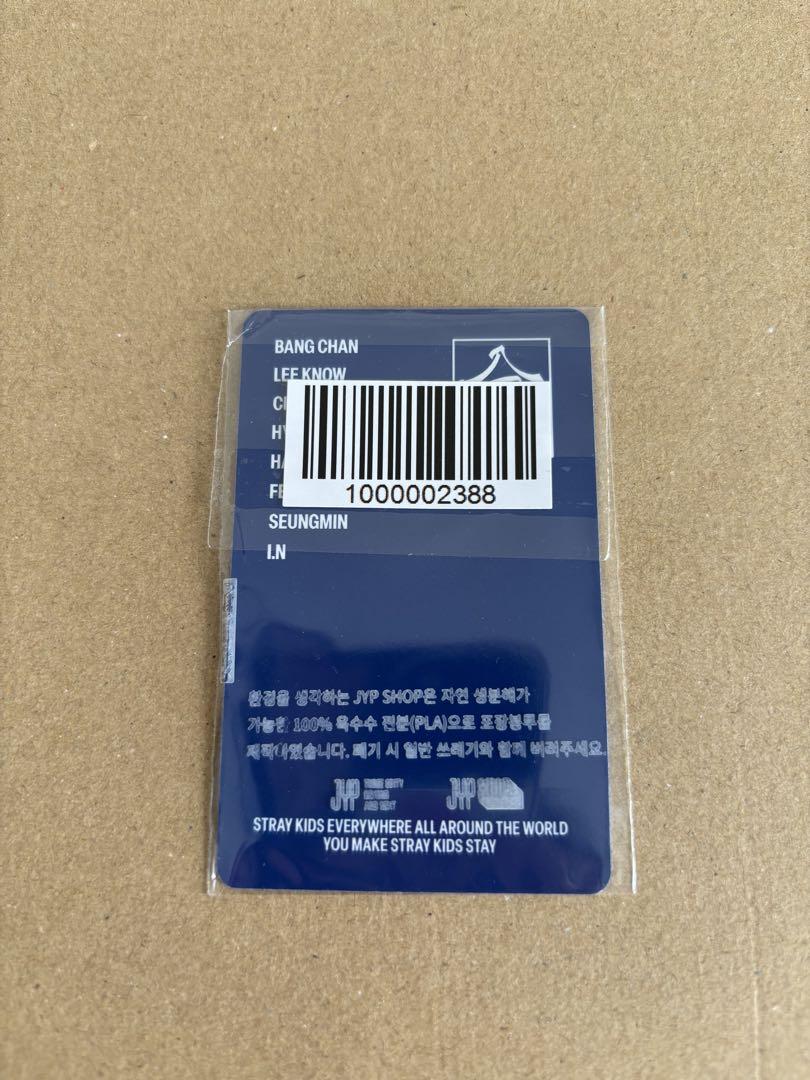 BANG CHAN
LEE KNOW
1000002388
SEUNGMIN
I.N
환경을 생각하는 JYP SHOP은 자연 성분해가
가능한 100% 옥수수 전분(PLA)으로 포장봉투를
제작하였습니다. 폐기 시 일반 쓰레기와 함께 버려주세요.
JYP JYP
STRAY KIDS EVERYWHERE ALL AROUND THE WORLD
YOU MAKE STRAY KIDS STAY